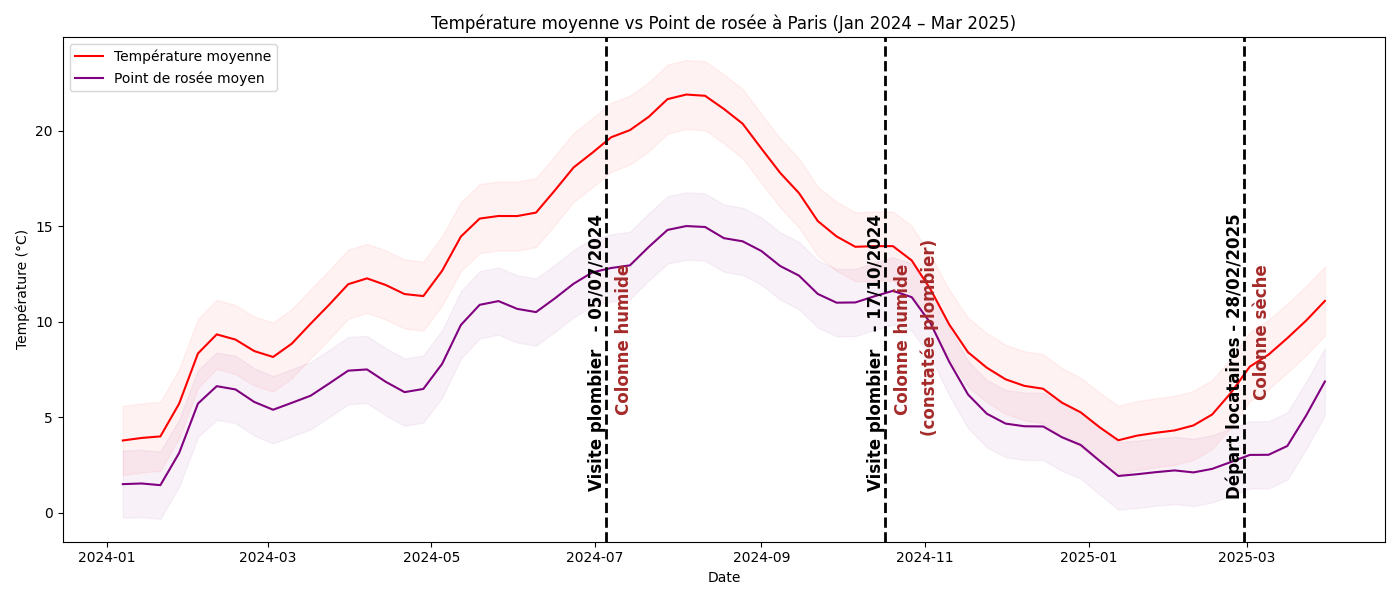 Température moyenne vs Point de rosée à Paris (Jan 2024 – Mar 2025)
Température moyenne
Point de rosée moyen
Température (°C)
20
15
10
5
0
Visite plombier - 05/07/2024
Colonne humide
Visite plombier - 17/10/2024
Colonne humide
(constatée plombier)
Départ locataires - 28/02/2025
Colonne sèche
2024-01
2024-03
2024-05
2024-07
2024-09
2024-11
2025-01
2025-03
Date